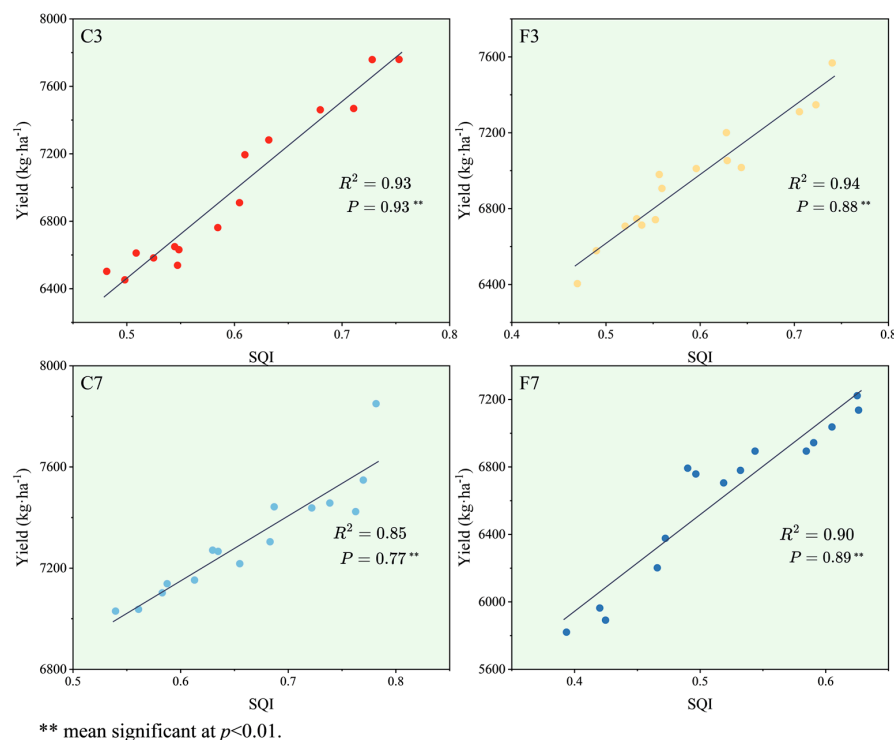 C3
Yield (kg·ha⁻¹)
8000
7600
7200
6800
6400
R² = 0.93
P = 0.93 **
0.5 0.6 0.7 0.8
SQI
F3
Yield (kg·ha⁻¹)
7600
7200
6800
6400
R² = 0.94
P = 0.88 **
0.4 0.5 0.6 0.7 0.8
SQI
C7
Yield (kg·ha⁻¹)
8000
7600
7200
6800
R² = 0.85
P = 0.77 **
0.5 0.6 0.7 0.8
SQI
F7
Yield (kg·ha⁻¹)
7200
6800
6400
6000
5600
R² = 0.90
P = 0.89 **
0.4 0.5 0.6
SQI
** mean significant at p<0.01.